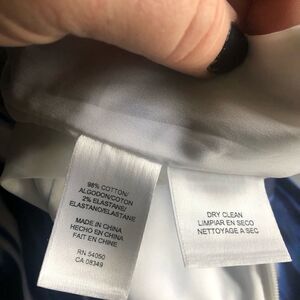 98% COTTON/
ALGODON/COTON
2% ELASTANE/
ELASTANO/ELASTANE
MADE IN CHINA
HECHO EN CHINA
FAIT EN CHINE
RN 54050
CA 08349
DRY CLEAN
LIMPIAR EN SECO
NETTOYAGE A SEC